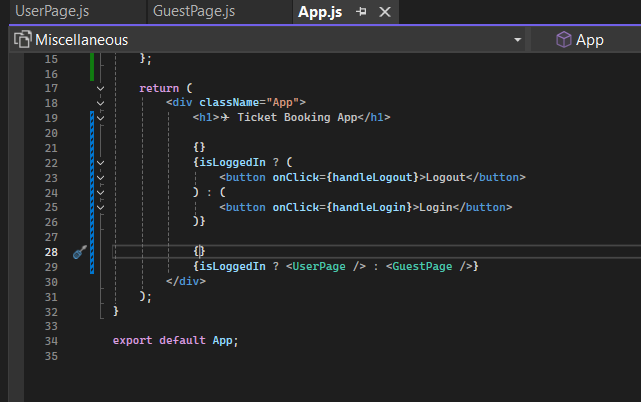 UserPage.js GuestPage.js App.js
Miscellaneous App
15 };
16
17 return (
18 <div className="App">
19 <h1>✈ Ticket Booking App</h1>
20
21 {}
22 {isLoggedIn ? (
23 <button onClick={handleLogout}>Logout</button>
24 ) : (
25 <button onClick={handleLogin}>Login</button>
26 )}
27
28 {}
29 {isLoggedIn ? <UserPage /> : <GuestPage />}
30 </div>
31 );
32 }
33
34 export default App;
35